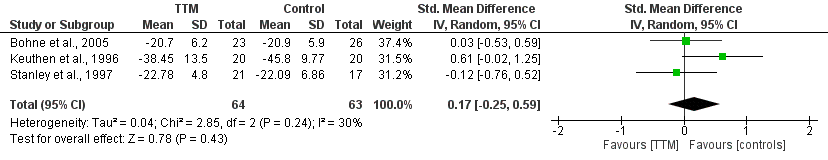 TTM Control Std. Mean Difference Std. Mean Difference
Study or Subgroup Mean SD Total Mean SD Total Weight IV, Random, 95% CI IV, Random, 95% CI
Bohne et al., 2005 -20.7 6.2 23 -20.9 5.9 26 37.4% 0.03 (-0.53, 0.59)
Keuthen et al., 1996 -38.45 13.5 20 -45.8 9.77 20 31.5% 0.61 (-0.02, 1.25)
Stanley et al., 1997 -22.78 4.8 21 -22.09 6.86 17 31.2% -0.12 (-0.76, 0.52)
Total (95% CI) 64 63 100.0% 0.17 (-0.25, 0.59)
Heterogeneity: Tau² = 0.04; Chi² = 2.85, df = 2 (P = 0.24); I² = 30%
Test for overall effect: Z = 0.78 (P = 0.43)
-2 -1 0 1 2
Favours [TTM] Favours [controls]